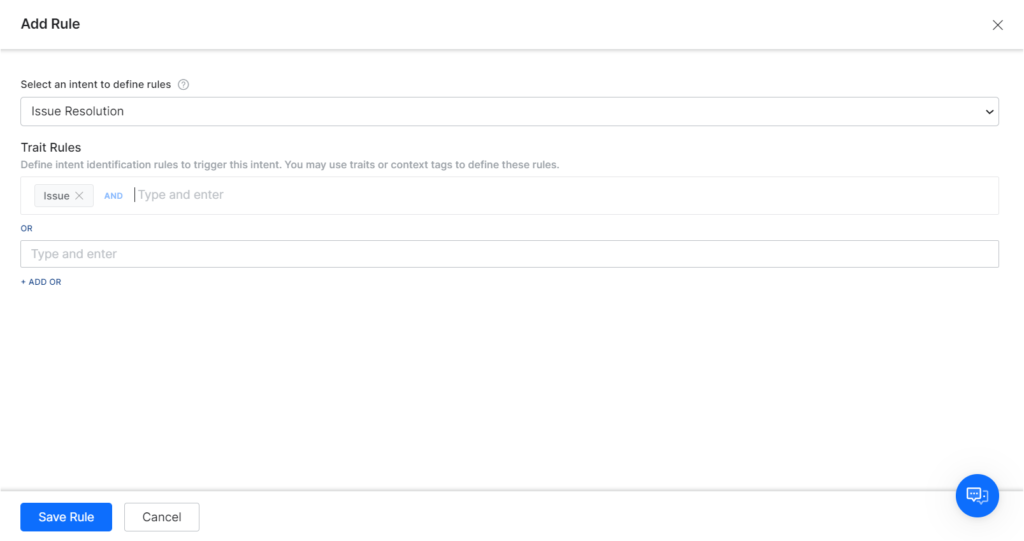 Add Rule
Select an intent to define rules ?
Issue Resolution
Trait Rules
Define intent identification rules to trigger this intent. You may use traits or context tags to define these rules.
Issue AND Type and enter
OR
Type and enter
+ ADD OR
Save Rule Cancel